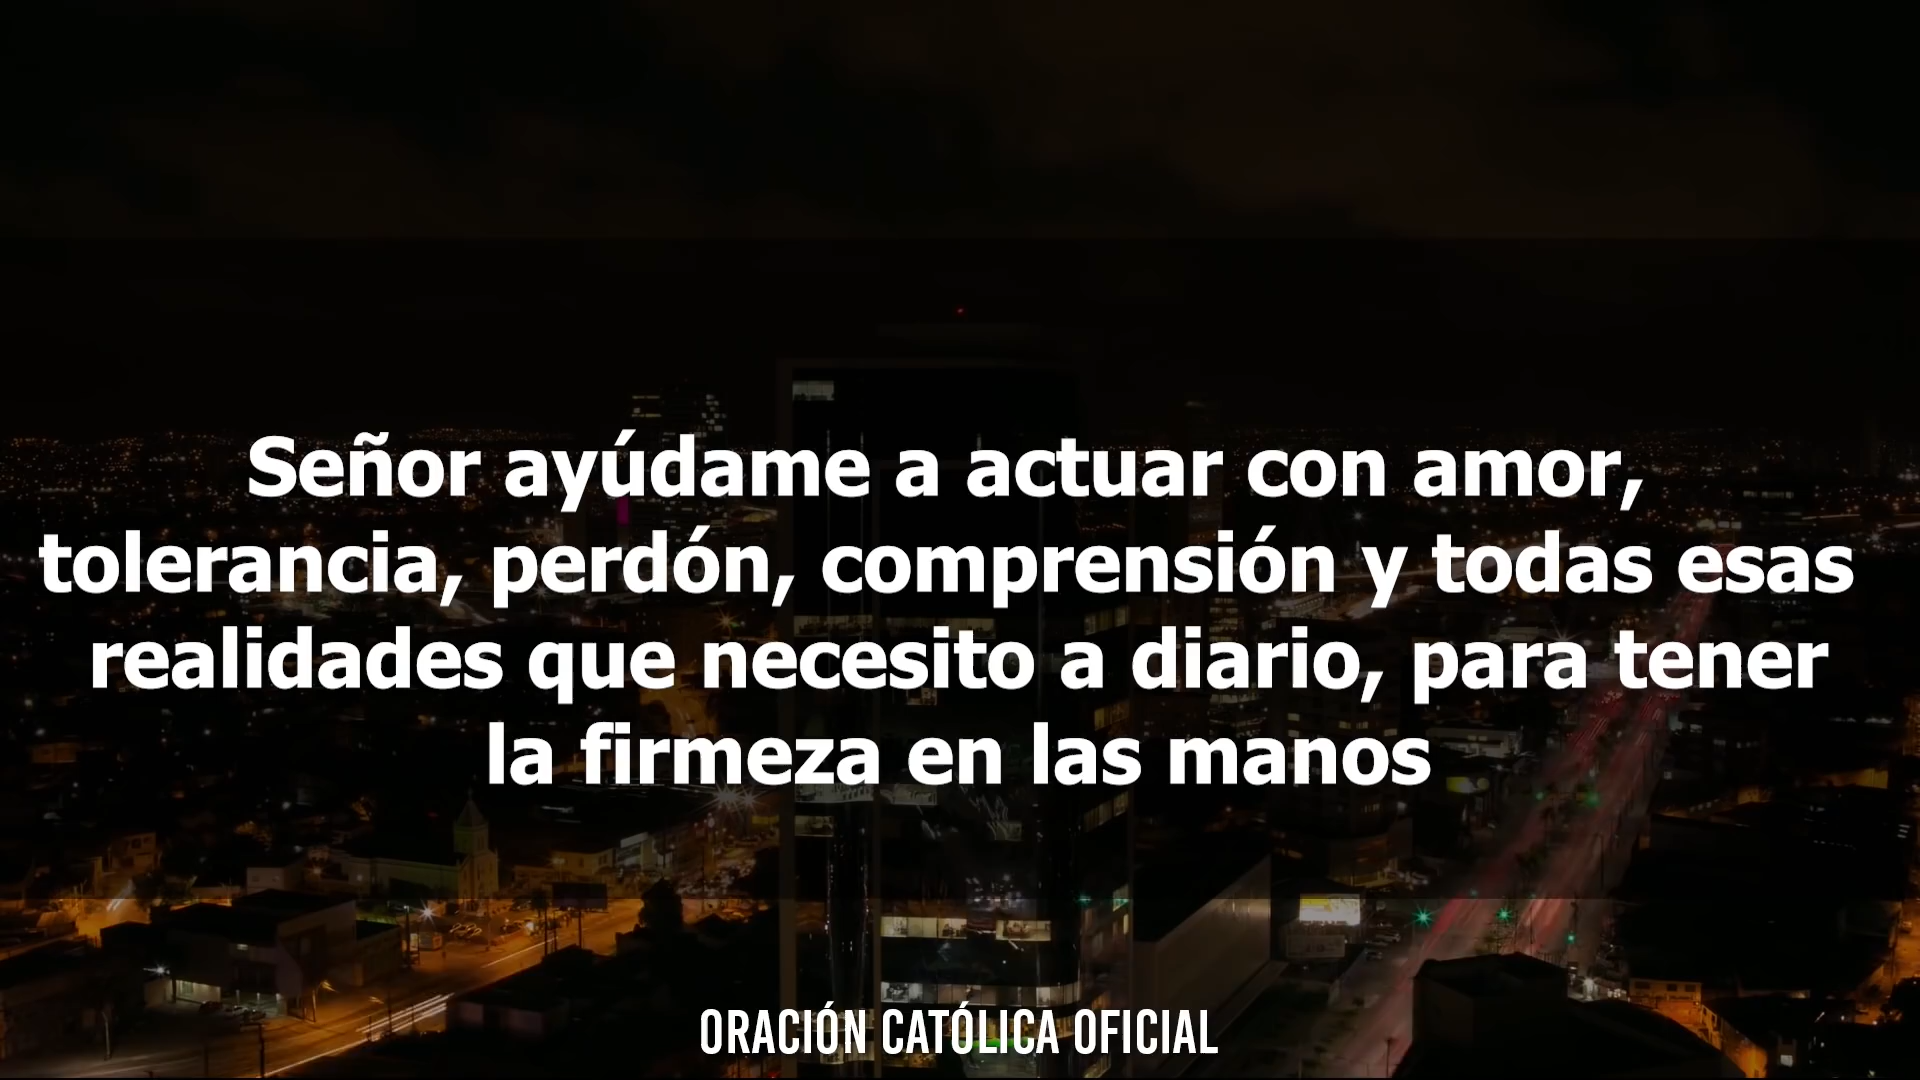 Señor ayúdame a actuar con amor,
tolerancia, perdón, comprensión y todas esas
realidades que necesito a diario, para tener
la firmeza en las manos
ORACIÓN CATÓLICA OFICIAL